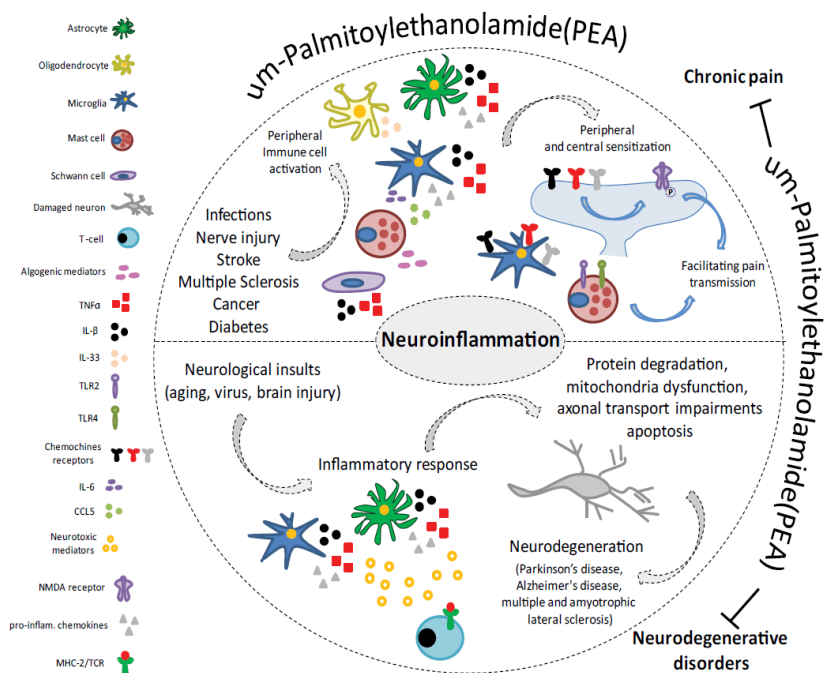 Astrocyte
Oligodendrocyte
Microglia
Mast cell
Schwann cell
Damaged neuron
T-cell
Algogenic mediators
TNFα
IL-β
IL-33
TLR2
TLR4
Chemochines
receptors
IL-6
CCL5
Neurotoxic
mediators
NMDA receptor
pro-inflam. chemokines
MHC-2/TCR
um-Palmitoylethanolamide(PEA)
Peripheral
Immune cell
activation
Infections
Nerve injury
Stroke
Multiple Sclerosis
Cancer
Diabetes
Peripheral
and central sensitization
P
Facilitating pain
transmission
Neuroinflammation
Neurological insults
(aging, virus, brain injury)
Inflammatory response
Protein degradation,
mitochondria dysfunction,
axonal transport impairments
apoptosis
Neurodegeneration
(Parkinson's disease,
Alzheimer's disease,
multiple and amyotrophic
lateral sclerosis)
Chronic pain
um-Palmitoylethanolamide(PEA)
Neurodegenerative
disorders